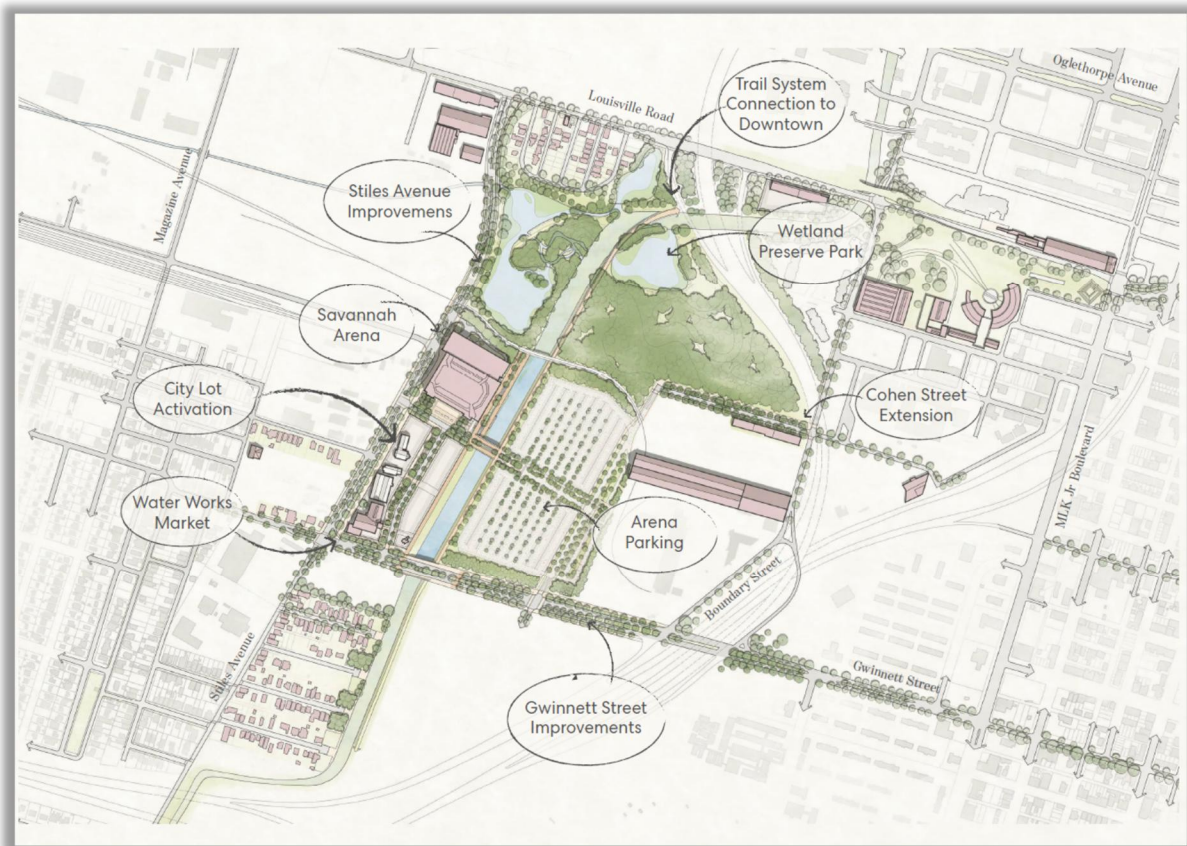 Oglethorpe Avenue
Trail System
Connection to
Downtown
Louisville Road
Magazine Avenue
Stiles Avenue
Improvemens
Wetland
Preserve Park
Savannah
Arena
City Lot
Activation
Cohen Street
Extension
MLK Jr Boulevard
Water Works
Market
Arena
Parking
Boundary Street
Stiles Avenue
Gwinnett Street
Gwinnett Street
Improvements